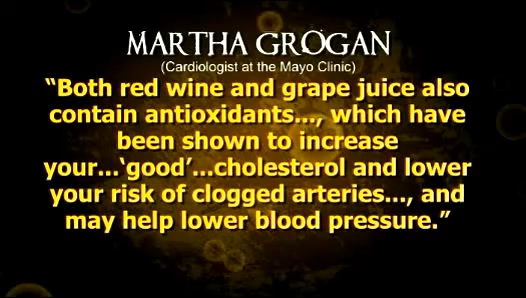 MARTHA GROGAN
(Cardiologist at the Mayo Clinic)
“Both red wine and grape juice also
contain antioxidants..., which have
been shown to increase
your...‘good’...cholesterol and lower
your risk of clogged arteries..., and
may help lower blood pressure.”